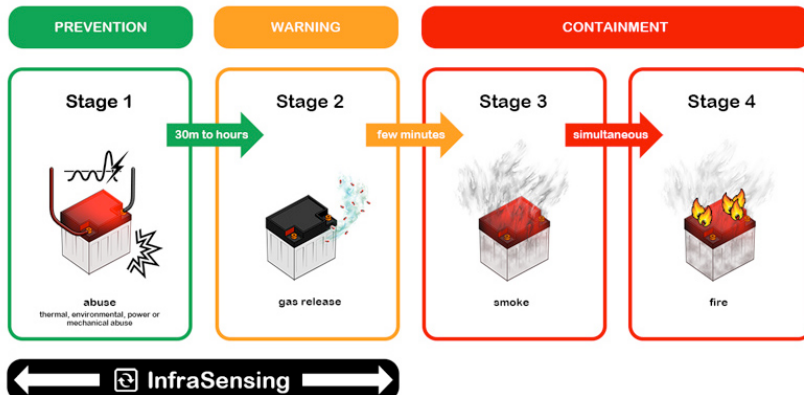 PREVENTION
WARNING
CONTAINMENT
Stage 1
Stage 2
Stage 3
Stage 4
30m to hours
few minutes
simultaneous
abuse
thermal, environmental, power or
mechanical abuse
gas release
smoke
fire
InfraSensing